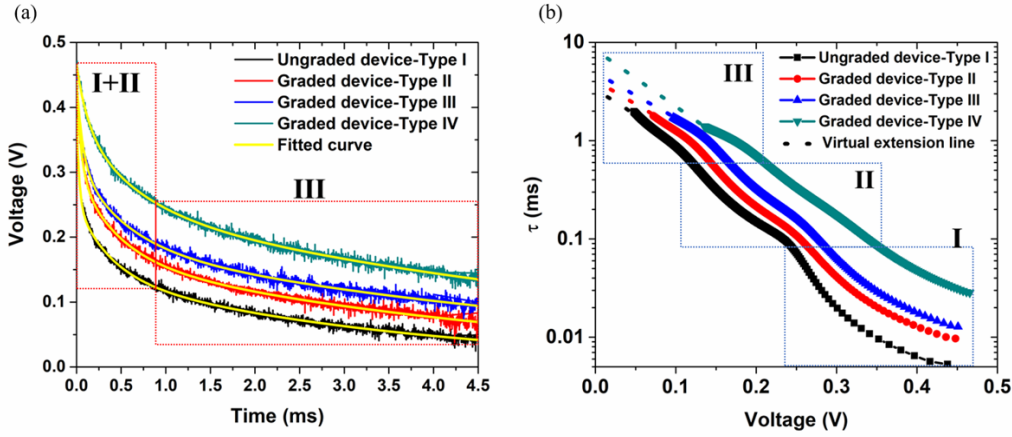 (a)
0.5
0.4
0.3
0.2
0.1
0.0
Voltage (V)
I+II
III
Ungraded device-Type I
Graded device-Type II
Graded device-Type III
Graded device-Type IV
Fitted curve
0.0 0.5 1.0 1.5 2.0 2.5 3.0 3.5 4.0 4.5
Time (ms)
(b)
10
1
0.1
0.01
τ (ms)
III
II
I
Ungraded device-Type I
Graded device-Type II
Graded device-Type III
Graded device-Type IV
Virtual extension line
0.0 0.1 0.2 0.3 0.4 0.5
Voltage (V)